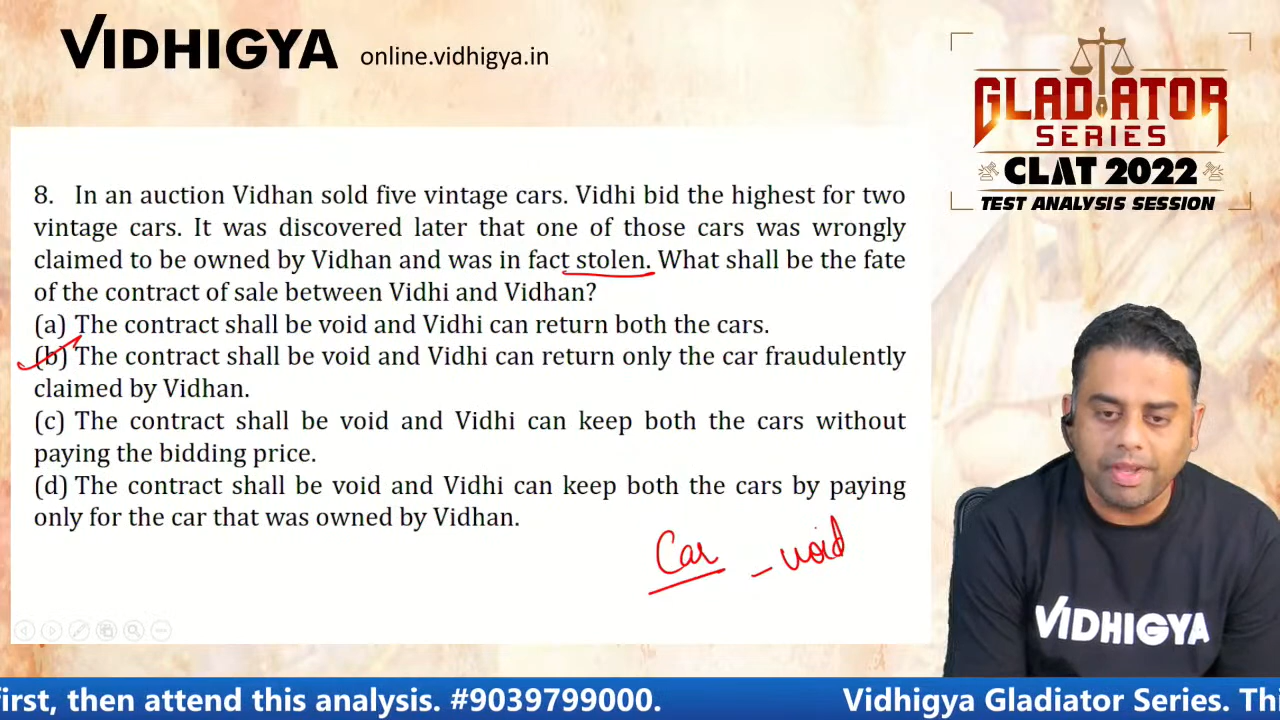 VIDHIGYA online.vidhigya.in
GLADIATOR
SERIES
CLAT 2022
TEST ANALYSIS SESSION
8. In an auction Vidhan sold five vintage cars. Vidhi bid the highest for two
vintage cars. It was discovered later that one of those cars was wrongly
claimed to be owned by Vidhan and was in fact stolen. What shall be the fate
of the contract of sale between Vidhi and Vidhan?
(a) The contract shall be void and Vidhi can return both the cars.
(b) The contract shall be void and Vidhi can return only the car fraudulently
claimed by Vidhan.
(c) The contract shall be void and Vidhi can keep both the cars without
paying the bidding price.
(d) The contract shall be void and Vidhi can keep both the cars by paying
only for the car that was owned by Vidhan.
Car - void
VIDHIGYA
first, then attend this analysis. #9039799000. Vidhigya Gladiator Series. Thi